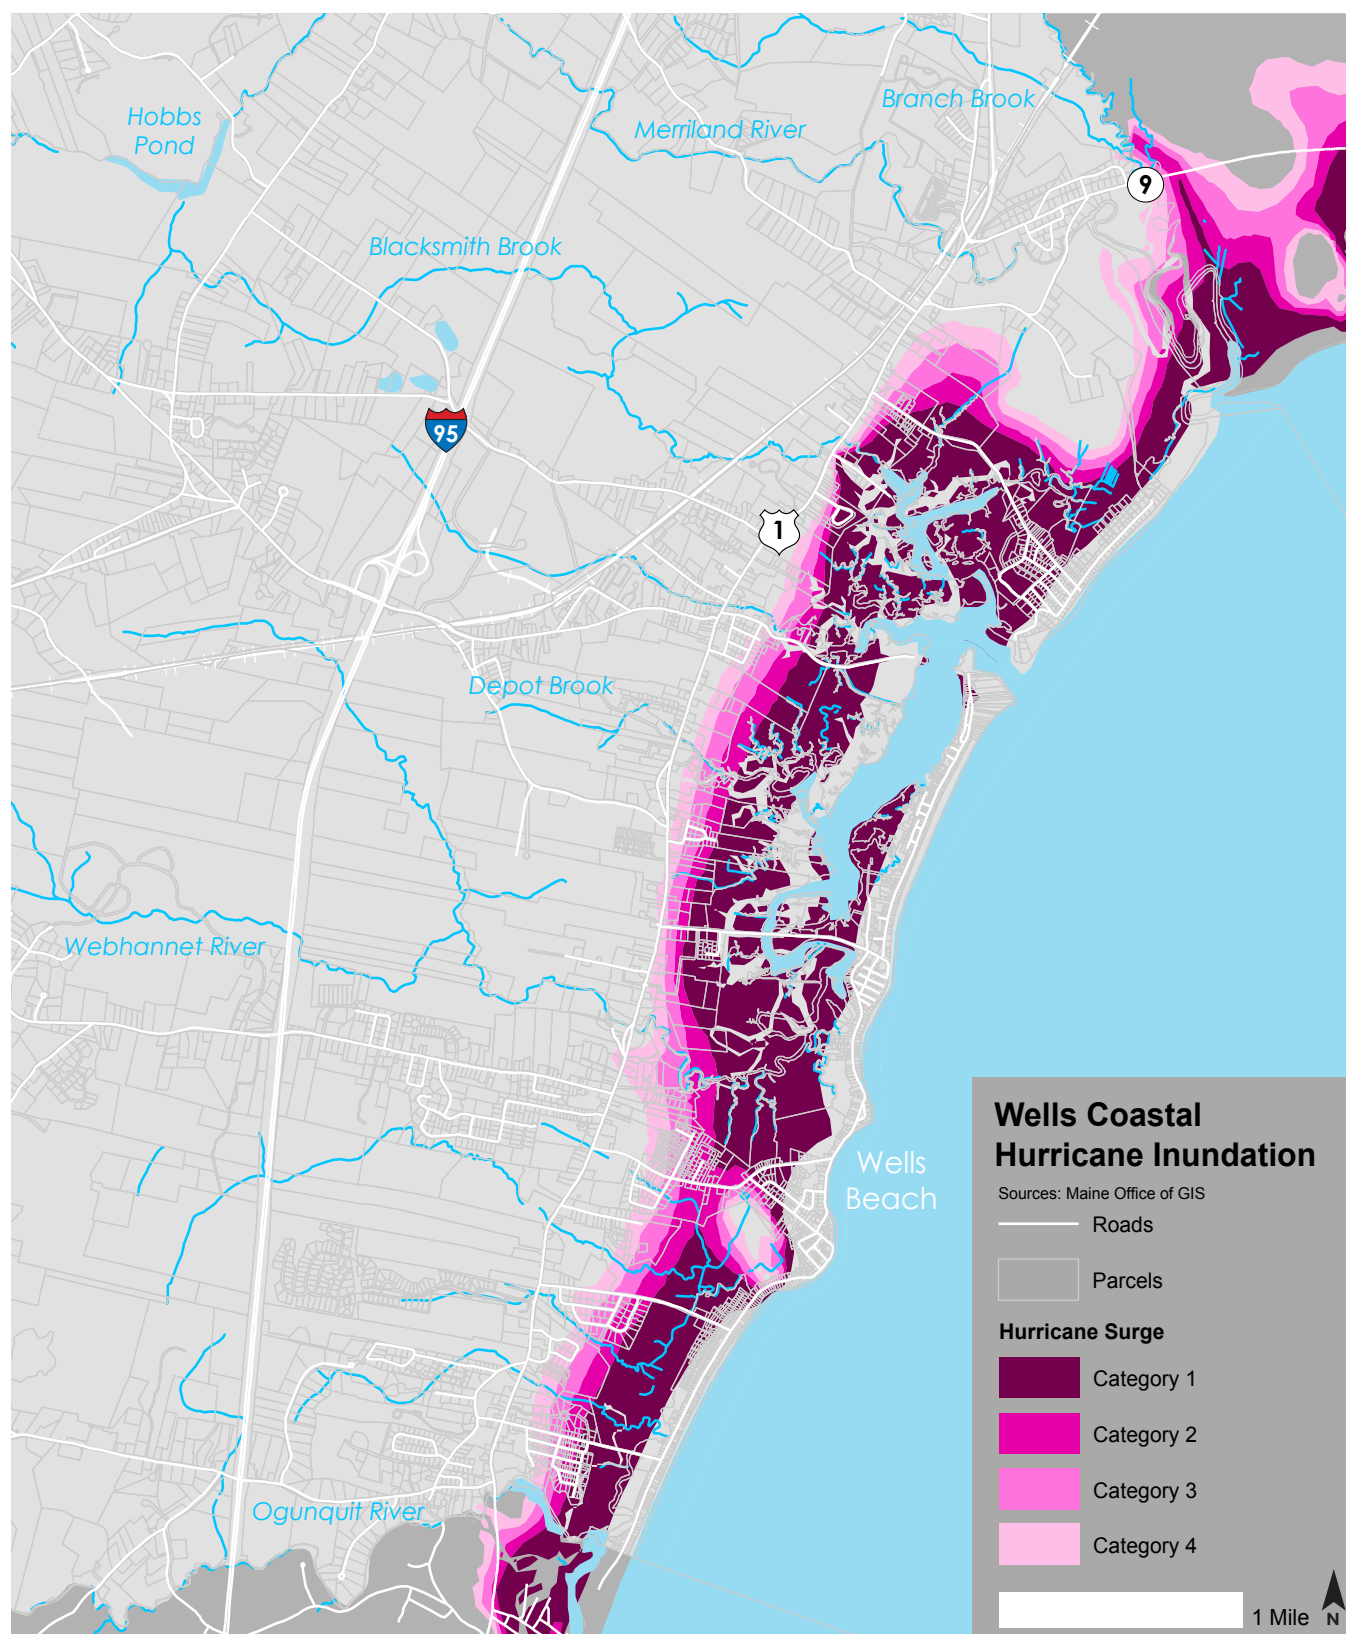 Branch Brook
Hobbs
Pond
Merriland River
9
Blacksmith Brook
95
1
Depot Brook
Webhannet River
Wells
Beach
Ogunquit River
Wells Coastal
Hurricane Inundation
Sources: Maine Office of GIS
Roads
Parcels
Hurricane Surge
Category 1
Category 2
Category 3
Category 4
1 Mile
N